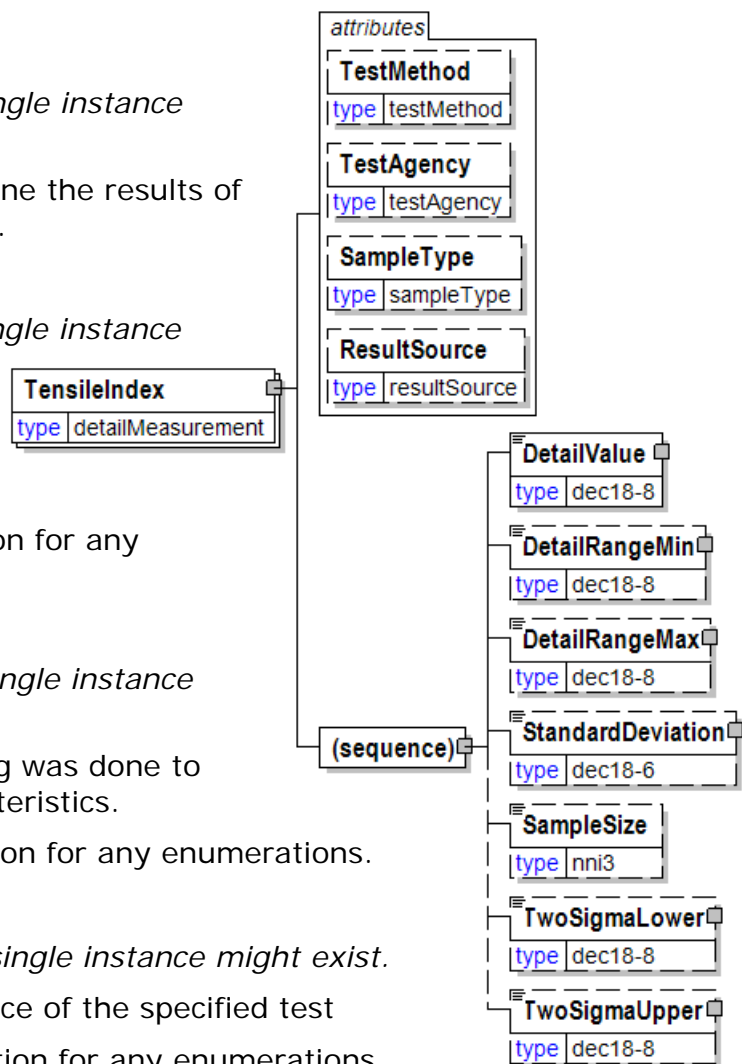 ngle instance
ne the results of
.
ngle instance
on for any
ngle instance
g was done to
teristics.
on for any enumerations.
single instance might exist.
ce of the specified test
tion for any enumerations
attributes
TestMethod
type testMethod
TestAgency
type testAgency
SampleType
type sampleType
ResultSource
type resultSource
TensileIndex
type detailMeasurement
(sequence)
DetailValue
type dec18-8
DetailRangeMin
type dec18-8
DetailRangeMax
type dec18-8
StandardDeviation
type dec18-6
SampleSize
type nni3
TwoSigmaLower
type dec18-8
TwoSigmaUpper
type dec18-8